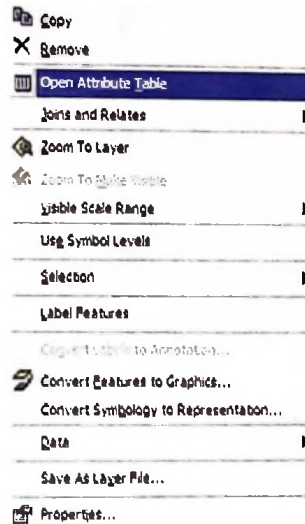 Copy
Remove
Open Attribute Table
Joins and Relates
Zoom To Layer
Zoom To Make Visible
Visible Scale Range
Use Symbol Levels
Selection
Label Features
Convert Labels to Annotation...
Convert Features to Graphics...
Convert Symbology to Representation...
Data
Save As Layer File...
Properties...